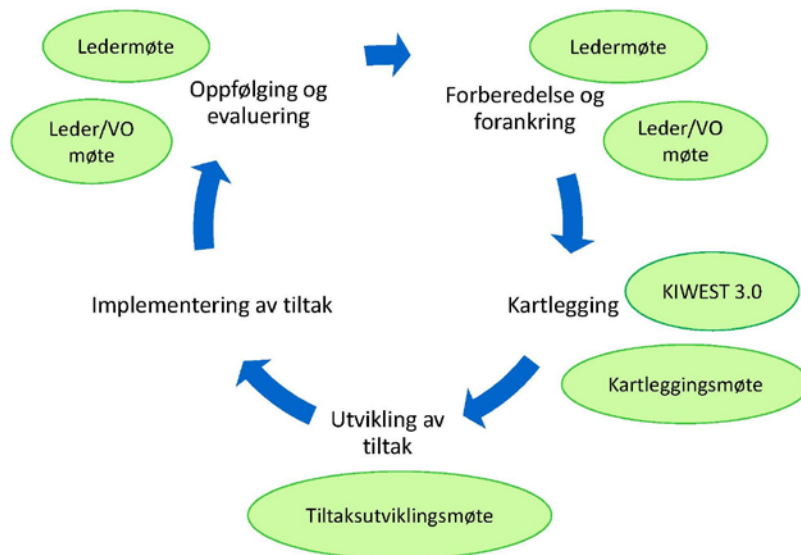 Ledermøte
Oppfølging og
evaluering
Leder/VO
møte
Ledermøte
Forberedelse og
forankring
Leder/VO
møte
Kartlegging
KIWEST 3.0
Kartleggingsmøte
Utvikling av
tiltak
Tiltaksutviklingsmøte
Implementering av tiltak